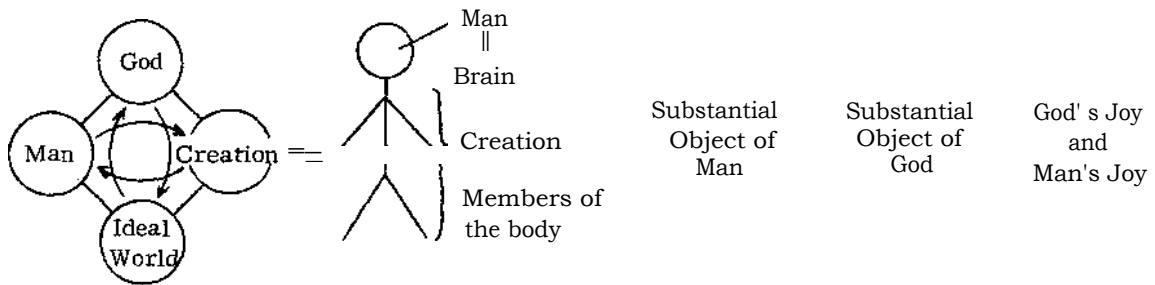 God
Man
Creation
Ideal
World
=
Man
||
Brain
Creation
Members of
the body
Substantial
Object of
Man
Substantial
Object of
God
God' s Joy
and
Man's Joy